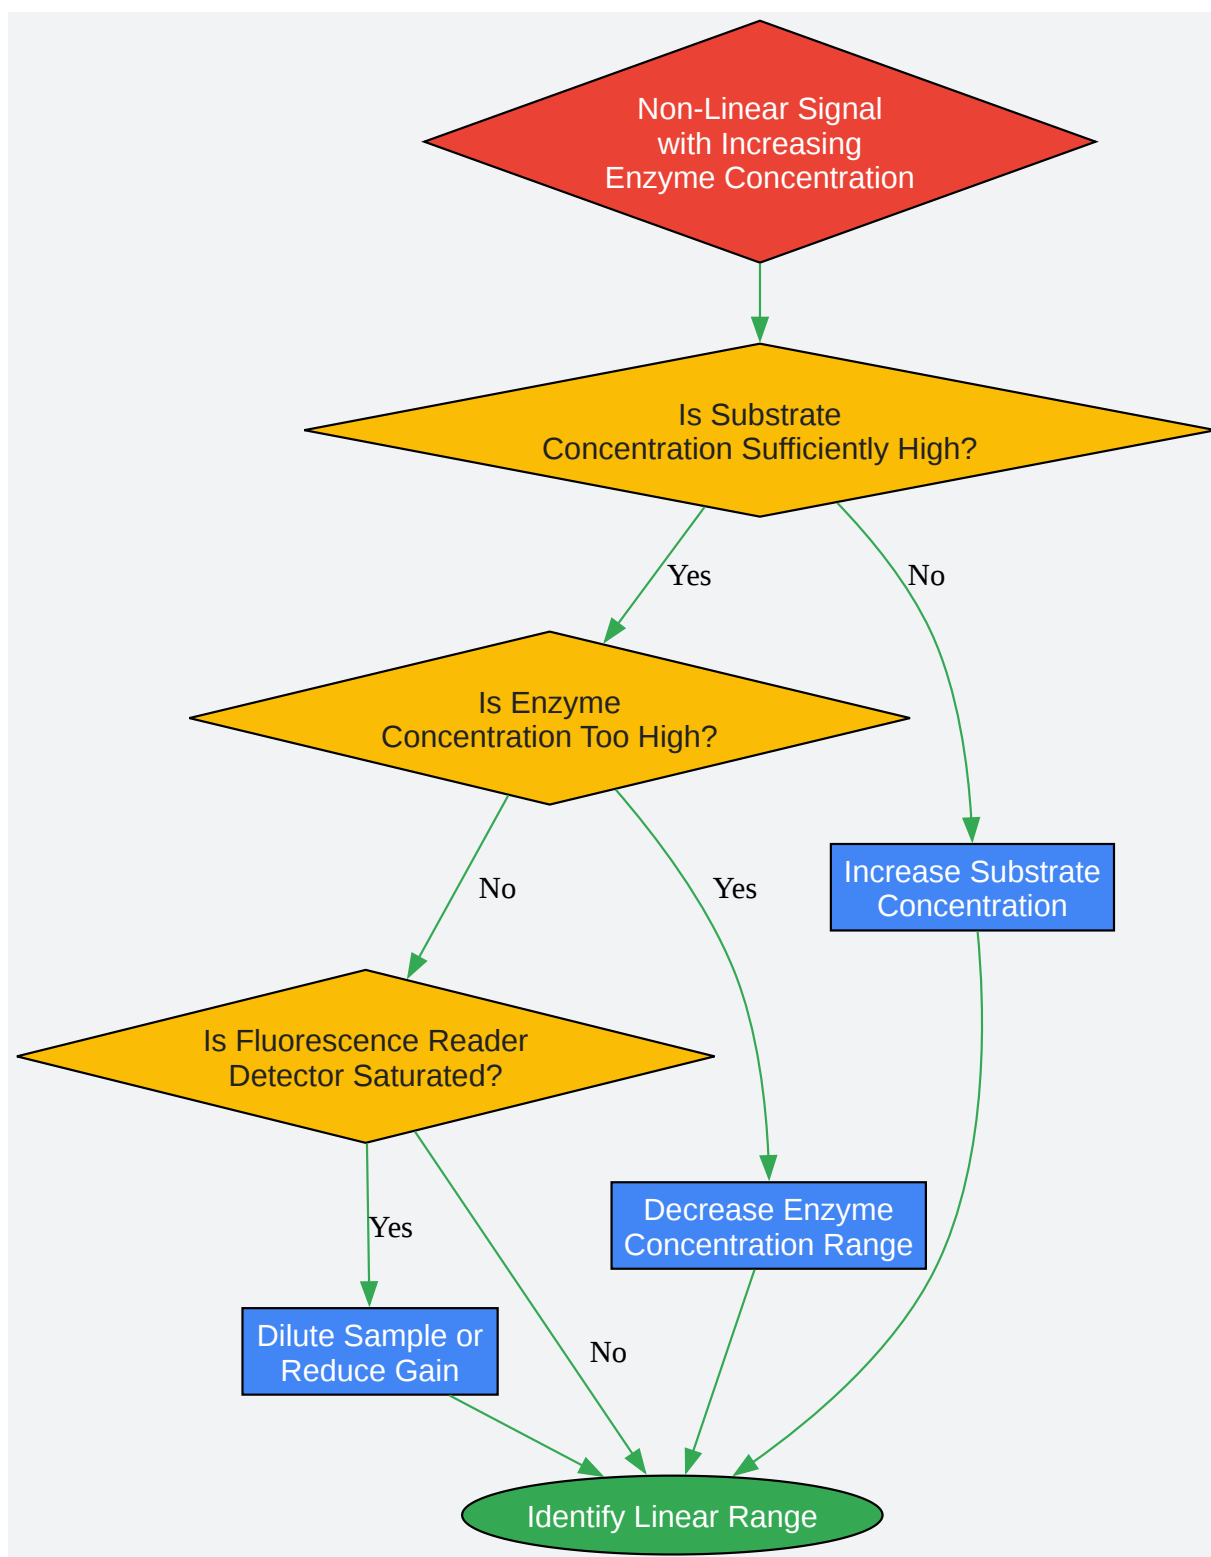 Non-Linear Signal
with Increasing
Enzyme Concentration
Is Substrate
Concentration Sufficiently High?
Yes
No
Is Enzyme
Concentration Too High?
Increase Substrate
Concentration
No
Yes
Is Fluorescence Reader
Detector Saturated?
Decrease Enzyme
Concentration Range
Yes
Dilute Sample or
Reduce Gain
No
Identify Linear Range